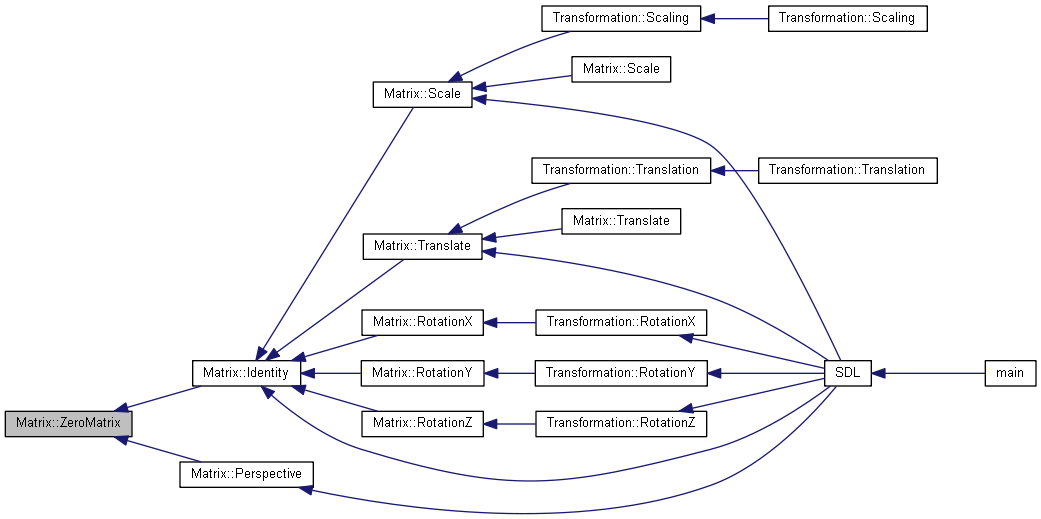 Transformation::Scaling
Transformation::Scaling
Matrix::Scale
Matrix::Scale
Transformation::Translation
Transformation::Translation
Matrix::Translate
Matrix::Translate
Matrix::RotationX
Transformation::RotationX
Matrix::Identity
Matrix::RotationY
Transformation::RotationY
SDL
main
Matrix::ZeroMatrix
Matrix::RotationZ
Transformation::RotationZ
Matrix::Perspective